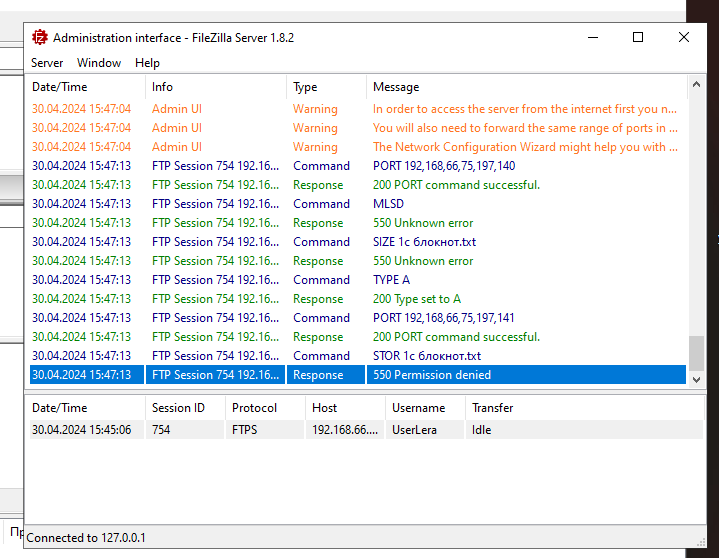 Administration interface - FileZilla Server 1.8.2
Server Window Help
Date/Time Info Type Message
30.04.2024 15:47:04 Admin UI Warning In order to access the server from the internet first you n...
30.04.2024 15:47:04 Admin UI Warning You will also need to forward the same range of ports in ...
30.04.2024 15:47:04 Admin UI Warning The Network Configuration Wizard might help you with ...
30.04.2024 15:47:13 FTP Session 754 192.16... Command PORT 192,168,66,75,197,140
30.04.2024 15:47:13 FTP Session 754 192.16... Response 200 PORT command successful.
30.04.2024 15:47:13 FTP Session 754 192.16... Command MLSD
30.04.2024 15:47:13 FTP Session 754 192.16... Response 550 Unknown error
30.04.2024 15:47:13 FTP Session 754 192.16... Command SIZE 1с блокнот.txt
30.04.2024 15:47:13 FTP Session 754 192.16... Response 550 Unknown error
30.04.2024 15:47:13 FTP Session 754 192.16... Command TYPE A
30.04.2024 15:47:13 FTP Session 754 192.16... Response 200 Type set to A
30.04.2024 15:47:13 FTP Session 754 192.16... Command PORT 192,168,66,75,197,141
30.04.2024 15:47:13 FTP Session 754 192.16... Response 200 PORT command successful.
30.04.2024 15:47:13 FTP Session 754 192.16... Command STOR 1с блокнот.txt
30.04.2024 15:47:13 FTP Session 754 192.16... Response 550 Permission denied
Date/Time Session ID Protocol Host Username Transfer
30.04.2024 15:45:06 754 FTPS 192.168.66.... UserLera Idle
Пр
Connected to 127.0.0.1